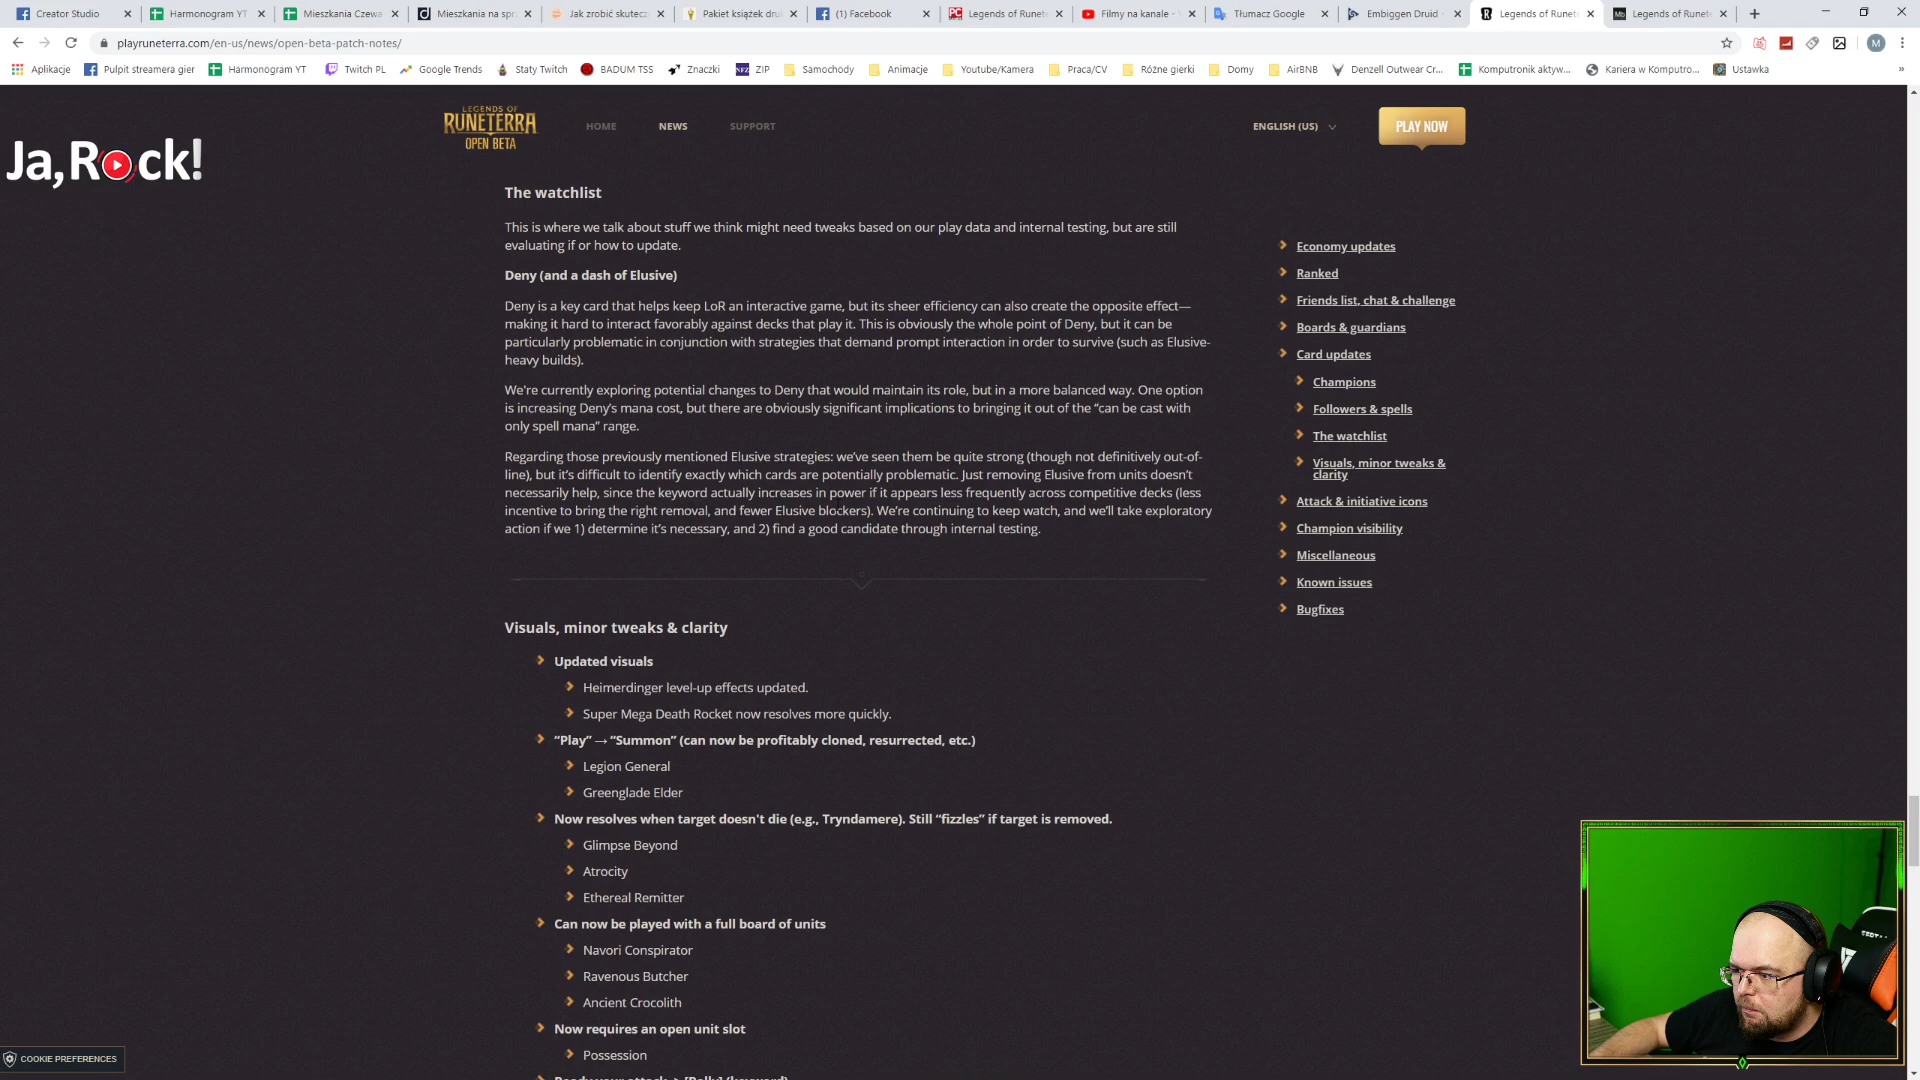 Creator Studio
Harmonogram YT
Mieszkania Czewa
Mieszkania na spr
Jak zrobić skutecz
Pakiet książek dru
(1) Facebook
Legends of Runete
Filmy na kanale
Tłumacz Google
Embiggen Druid
Legends of Runet
Legends of Runet
playruneterra.com/en-us/news/open-beta-patch-notes/
M
Aplikacje
Pulpit streamera gier
Harmonogram YT
Twitch PL
Google Trends
Staty Twitch
BADUM TSS
Znaczki
ZIP
Samochody
Animacje
Youtube/Kamera
Praca/CV
Różne gierki
Domy
AirBNB
Denzell Outwear Cr...
Komputronik aktyw...
Kariera w Komputro...
Ustawka
»
Ja,Rock!
LEGENDS OF
RUNETERRA
OPEN BETA
HOME
NEWS
SUPPORT
ENGLISH (US)
PLAY NOW
The watchlist
This is where we talk about stuff we think might need tweaks based on our play data and internal testing, but are still
evaluating if or how to update.
Deny (and a dash of Elusive)
Deny is a key card that helps keep LoR an interactive game, but its sheer efficiency can also create the opposite effect—
making it hard to interact favorably against decks that play it. This is obviously the whole point of Deny, but it can be
particularly problematic in conjunction with strategies that demand prompt interaction in order to survive (such as Elusive-
heavy builds).
We're currently exploring potential changes to Deny that would maintain its role, but in a more balanced way. One option
is increasing Deny’s mana cost, but there are obviously significant implications to bringing it out of the “can be cast with
only spell mana” range.
Regarding those previously mentioned Elusive strategies: we’ve seen them be quite strong (though not definitively out-of-
line), but it’s difficult to identify exactly which cards are potentially problematic. Just removing Elusive from units doesn’t
necessarily help, since the keyword actually increases in power if it appears less frequently across competitive decks (less
incentive to bring the right removal, and fewer Elusive blockers). We’re continuing to keep watch, and we’ll take exploratory
action if we 1) determine it’s necessary, and 2) find a good candidate through internal testing.
Visuals, minor tweaks & clarity
Updated visuals
Heimerdinger level-up effects updated.
Super Mega Death Rocket now resolves more quickly.
“Play” → “Summon” (can now be profitably cloned, resurrected, etc.)
Legion General
Greenglade Elder
Now resolves when target doesn't die (e.g., Tryndamere). Still “fizzles” if target is removed.
Glimpse Beyond
Atrocity
Ethereal Remitter
Can now be played with a full board of units
Navori Conspirator
Ravenous Butcher
Ancient Crocolith
Now requires an open unit slot
Possession
Economy updates
Ranked
Friends list, chat & challenge
Boards & guardians
Card updates
Champions
Followers & spells
The watchlist
Visuals, minor tweaks &
clarity
Attack & initiative icons
Champion visibility
Miscellaneous
Known issues
Bugfixes
COOKIE PREFERENCES